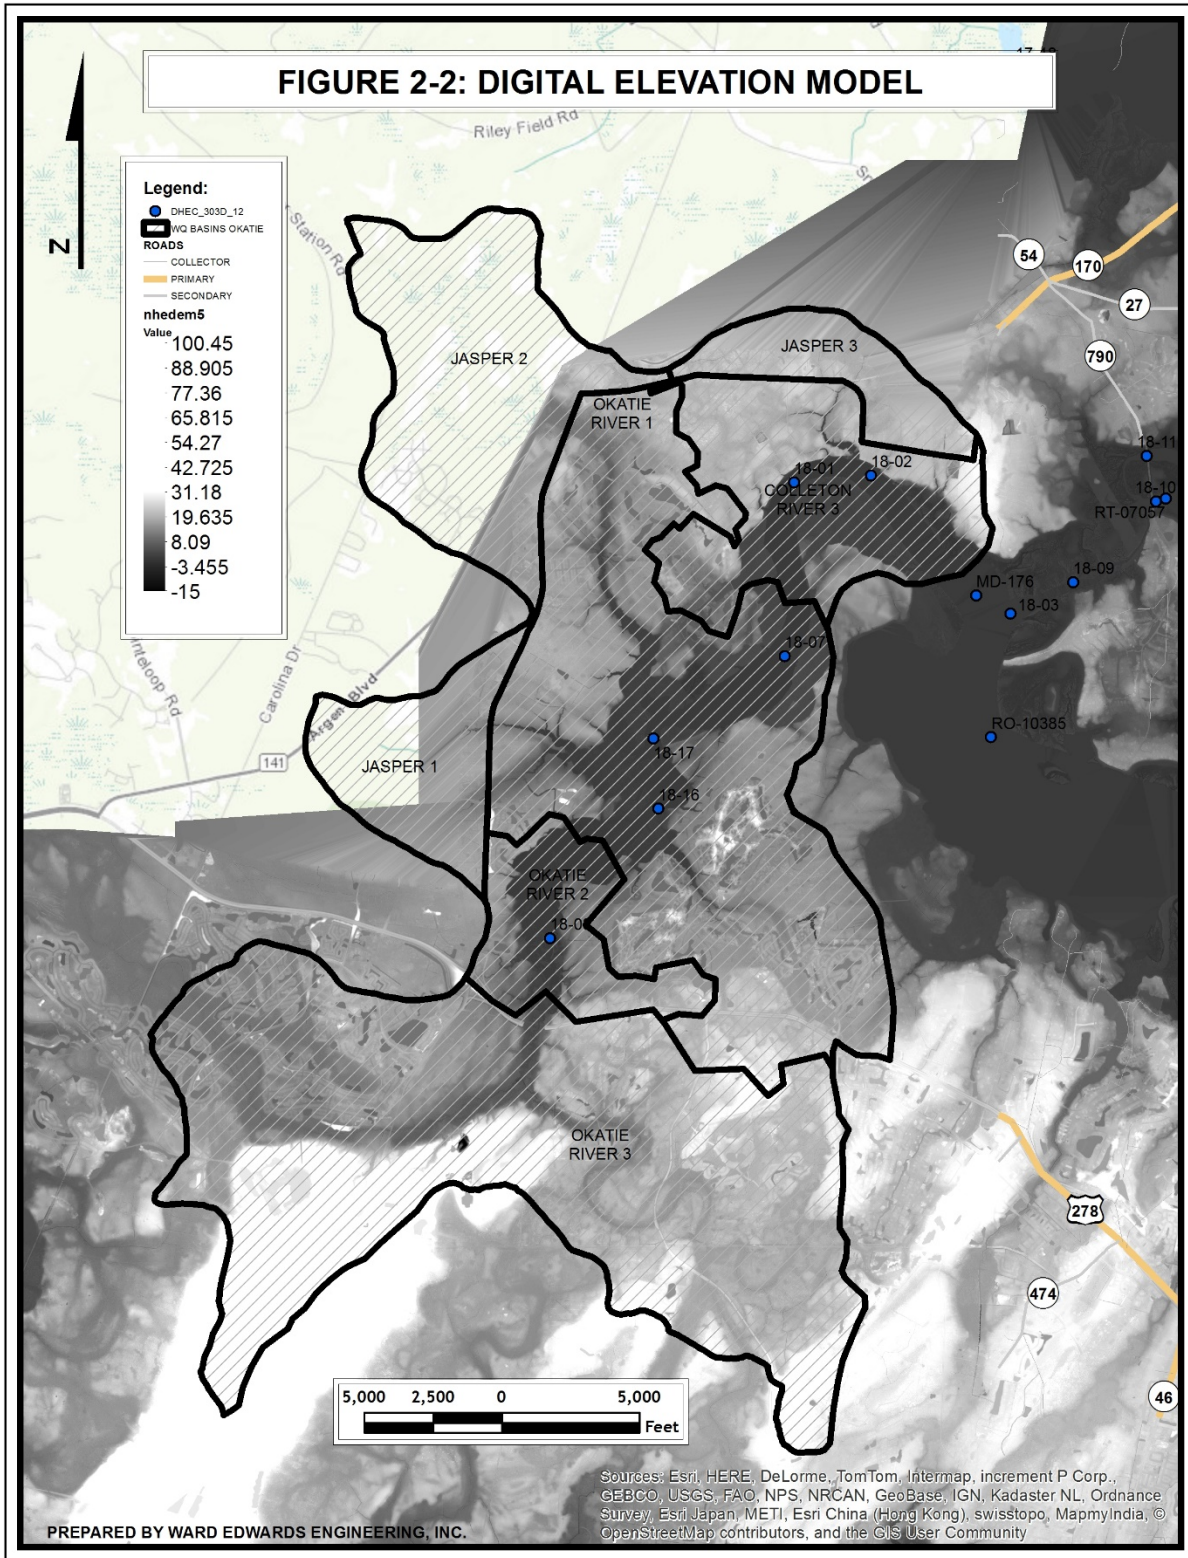 FIGURE 2-2: DIGITAL ELEVATION MODEL
Riley Field Rd
Station Rd
N
Legend:
DHEC_303D_12
WQ BASINS OKATIE
ROADS
COLLECTOR
PRIMARY
SECONDARY
nhedem5
Value
100.45
88.905
77.36
65.815
54.27
42.725
31.18
19.635
8.09
-3.455
-15
54
170
27
790
JASPER 2
JASPER 3
OKATIE
RIVER 1
18-01
18-02
COLLETON
RIVER 3
18-11
18-10
RT-07057
MD-176
18-09
18-03
18-07
RO-10385
18-17
18-16
Carolina Dr
Blvd
141
JASPER 1
OKATIE
RIVER 2
OKATIE
RIVER 3
278
474
46
5,000 2,500 0 5,000
Feet
Sources: Esri, HERE, DeLorme, TomTom, Intermap, increment P Corp.,
GEBCO, USGS, FAO, NPS, NRCAN, GeoBase, IGN, Kadaster NL, Ordnance
Survey, Esri Japan, METI, Esri China (Hong Kong), swisstopo, MapmyIndia, ©
OpenStreetMap contributors, and the GIS User Community
PREPARED BY WARD EDWARDS ENGINEERING, INC.